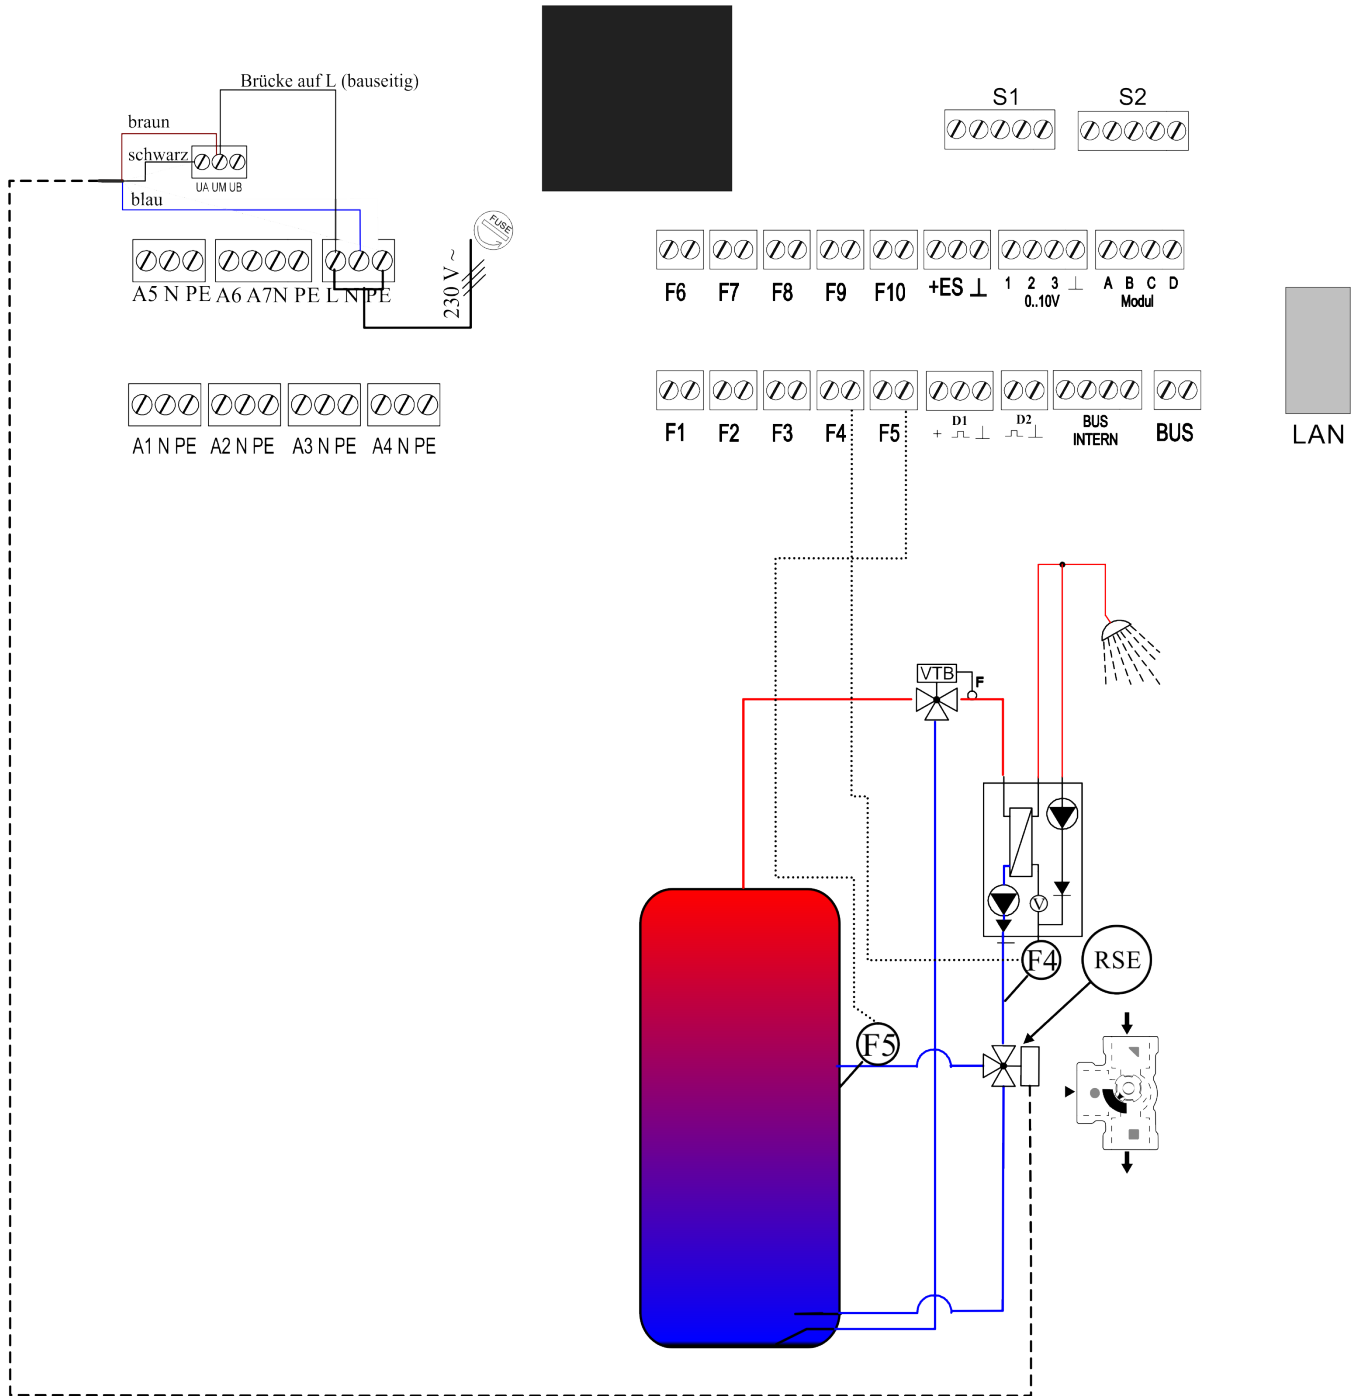 Brücke auf L (bauseitig)
braun
schwarz
UA UM UB
blau
FUSE
230 V ~
A5 N PE A6 A7N PE L N PE
A1 N PE A2 N PE A3 N PE A4 N PE
S1 S2
F6 F7 F8 F9 F10 +ES ⊥ 1 2 3 ⊥ A B C D
0..10V Modul
F1 F2 F3 F4 F5 D1 D2 BUS INTERN BUS
+ ⊥ ⊥
LAN
VTB F
V
F4 RSE
F5